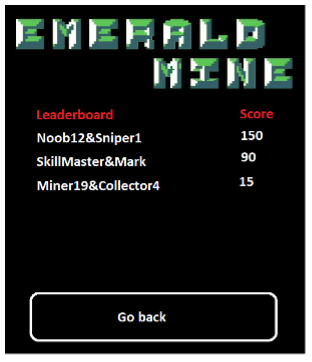 EMERALD
MINE
Leaderboard Score
Noob12&Sniper1 150
SkillMaster&Mark 90
Miner19&Collector4 15
Go back